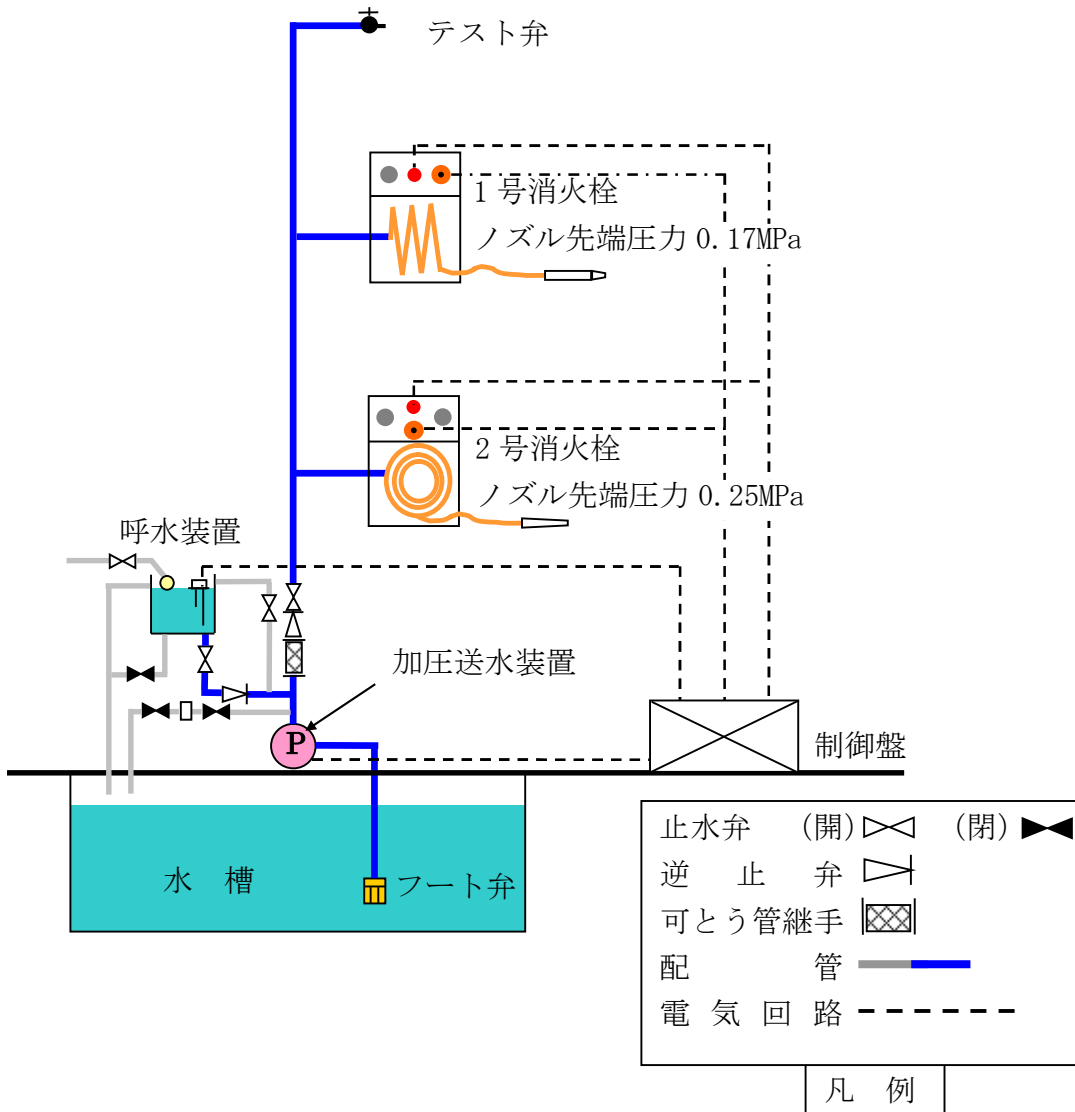 テスト弁
1号消火栓
ノズル先端圧力 0.17MPa
2号消火栓
ノズル先端圧力 0.25MPa
呼水装置
加圧送水装置
P
制御盤
水 槽
フート弁
止水弁 (開) (閉)
逆 止 弁
可とう管継手
配 管
電 気 回 路
凡 例